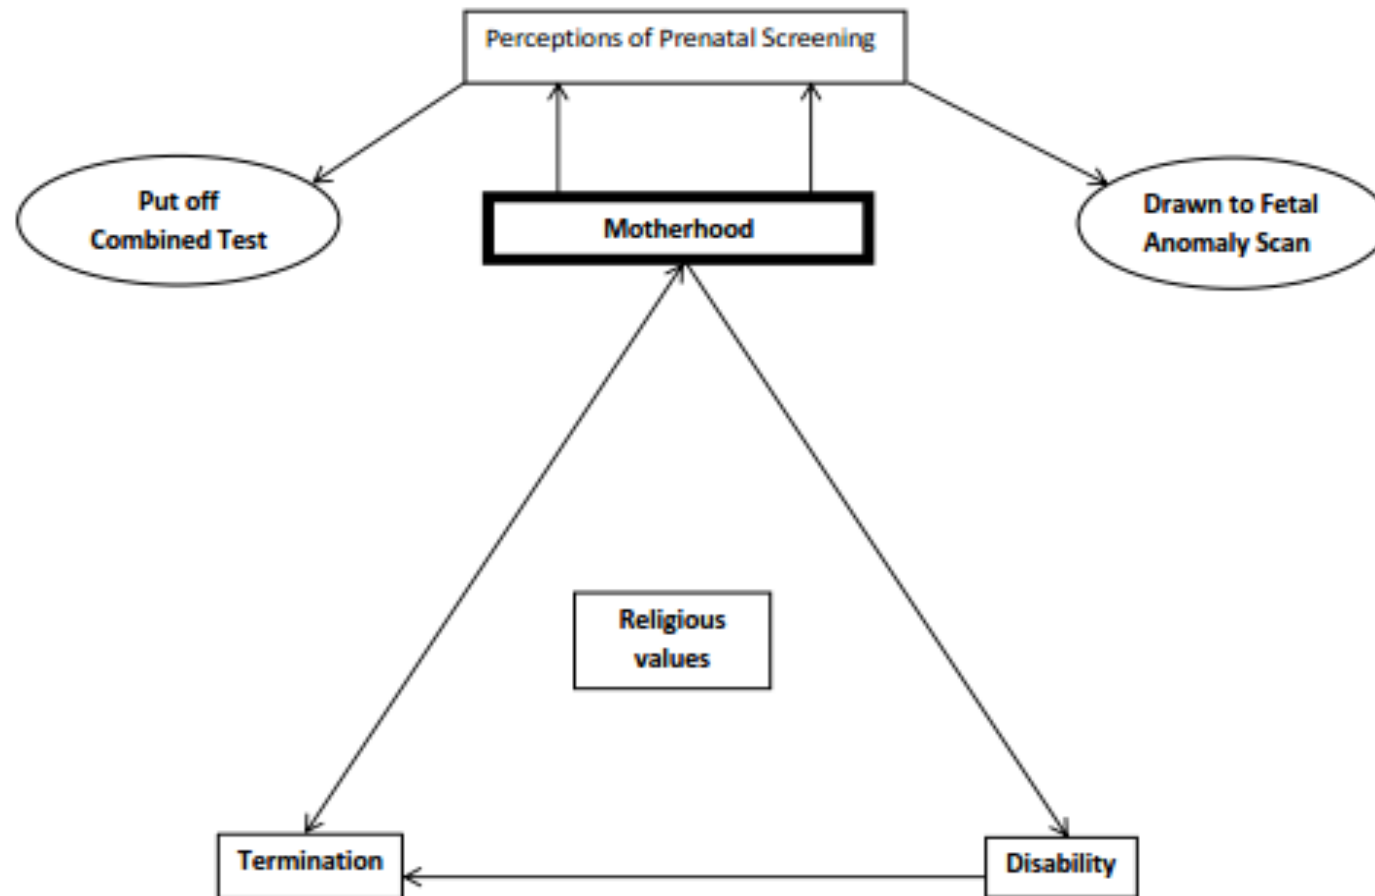 Perceptions of Prenatal Screening
Put off
Combined Test
Motherhood
Drawn to Fetal
Anomaly Scan
Religious
values
Termination
Disability